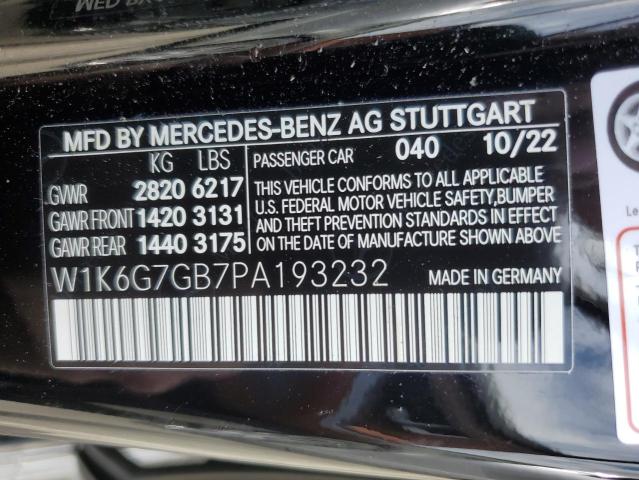 MFD BY MERCEDES-BENZ AG STUTTGART
KG LBS PASSENGER CAR 040 10/22
GVWR 2820 6217
GAWR FRONT 1420 3131
GAWR REAR 1440 3175
THIS VEHICLE CONFORMS TO ALL APPLICABLE
U.S. FEDERAL MOTOR VEHICLE SAFETY,BUMPER
AND THEFT PREVENTION STANDARDS IN EFFECT
ON THE DATE OF MANUFACTURE SHOWN ABOVE.
W1K6G7GB7PA193232 MADE IN GERMANY